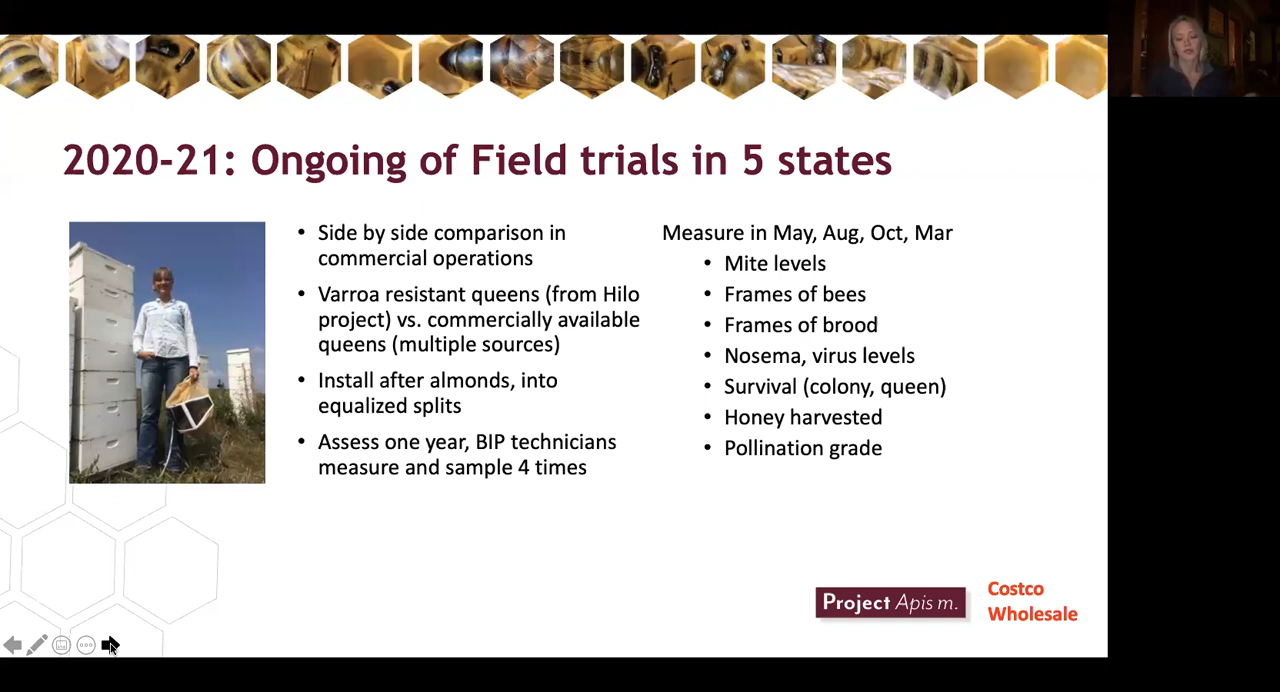 2020-21: Ongoing of Field trials in 5 states
• Side by side comparison in
commercial operations
• Varroa resistant queens (from Hilo
project) vs. commercially available
queens (multiple sources)
• Install after almonds, into
equalized splits
• Assess one year, BIP technicians
measure and sample 4 times
Measure in May, Aug, Oct, Mar
• Mite levels
• Frames of bees
• Frames of brood
• Nosema, virus levels
• Survival (colony, queen)
• Honey harvested
• Pollination grade
Project Apis m.
Costco
Wholesale